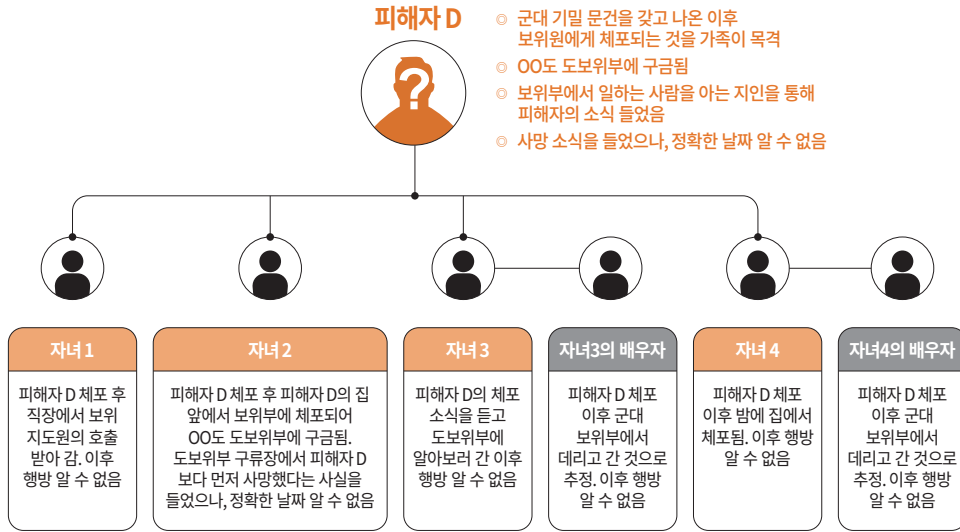 피해자 D
◎ 군대 기밀 문건을 갖고 나온 이후
보위원에게 체포되는 것을 가족이 목격
◎ OO도 도보위부에 구금됨
◎ 보위부에서 일하는 사람을 아는 지인을 통해
피해자의 소식 들었음
◎ 사망 소식을 들었으나, 정확한 날짜 알 수 없음
?
자녀 1
피해자 D 체포 후
직장에서 보위
지도원의 호출
받아 감. 이후
행방 알 수 없음
자녀 2
피해자 D 체포 후 피해자 D의 집
앞에서 보위부에 체포되어
OO도 도보위부에 구금됨.
도보위부 구류장에서 피해자 D
보다 먼저 사망했다는 사실을
들었으나, 정확한 날짜 알 수 없음
자녀 3
피해자 D의 체포
소식을 듣고
도보위부에
알아보러 간 이후
행방 알 수 없음
자녀3의 배우자
피해자 D 체포
이후 군대
보위부에서
데리고 간 것으로
추정. 이후 행방
알 수 없음
자녀 4
피해자 D 체포
이후 밤에 집에서
체포됨. 이후 행방
알 수 없음
자녀4의 배우자
피해자 D 체포
이후 군대
보위부에서
데리고 간 것으로
추정. 이후 행방
알 수 없음